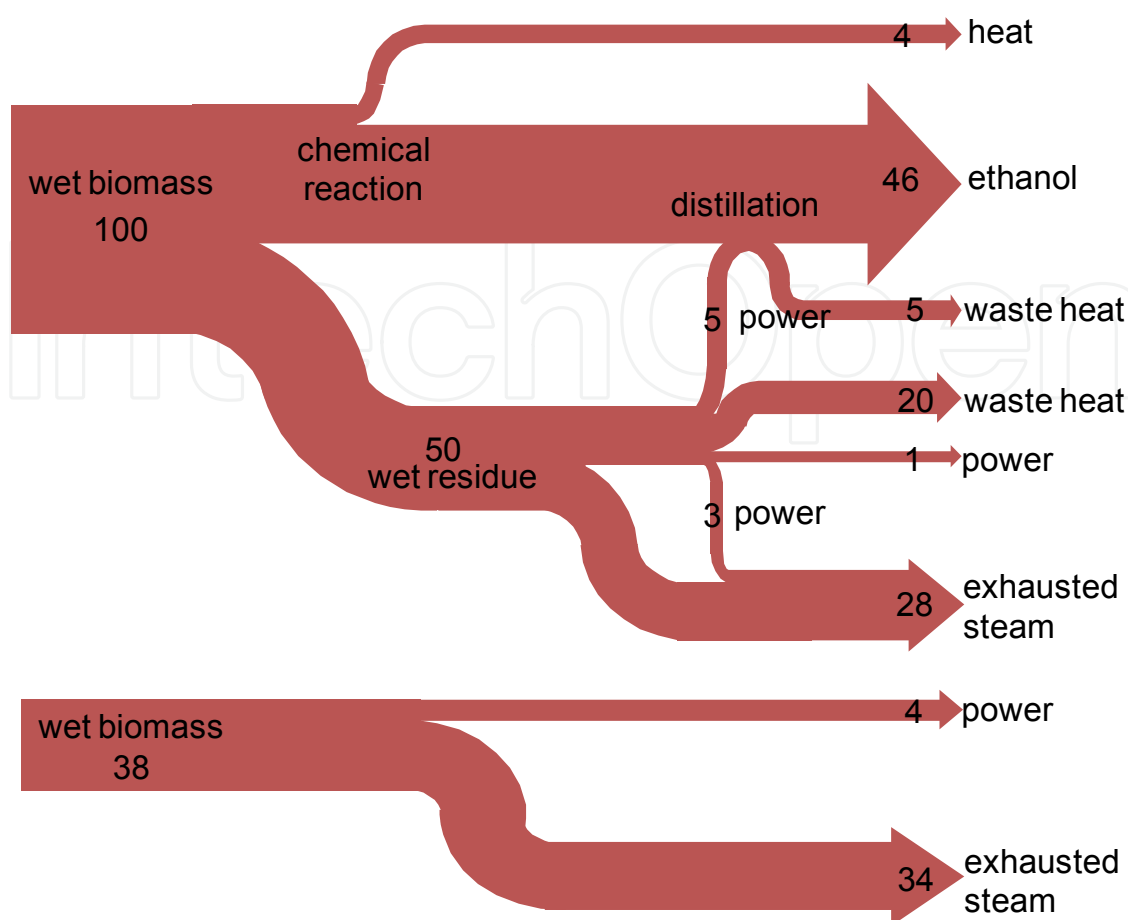 4 heat
wet biomass
100
chemical
reaction
46 ethanol
distillation
5 power
5 waste heat
20 waste heat
50
wet residue
1 power
3 power
28 exhausted
steam
wet biomass
38
4 power
34 exhausted
steam
IntechOpen